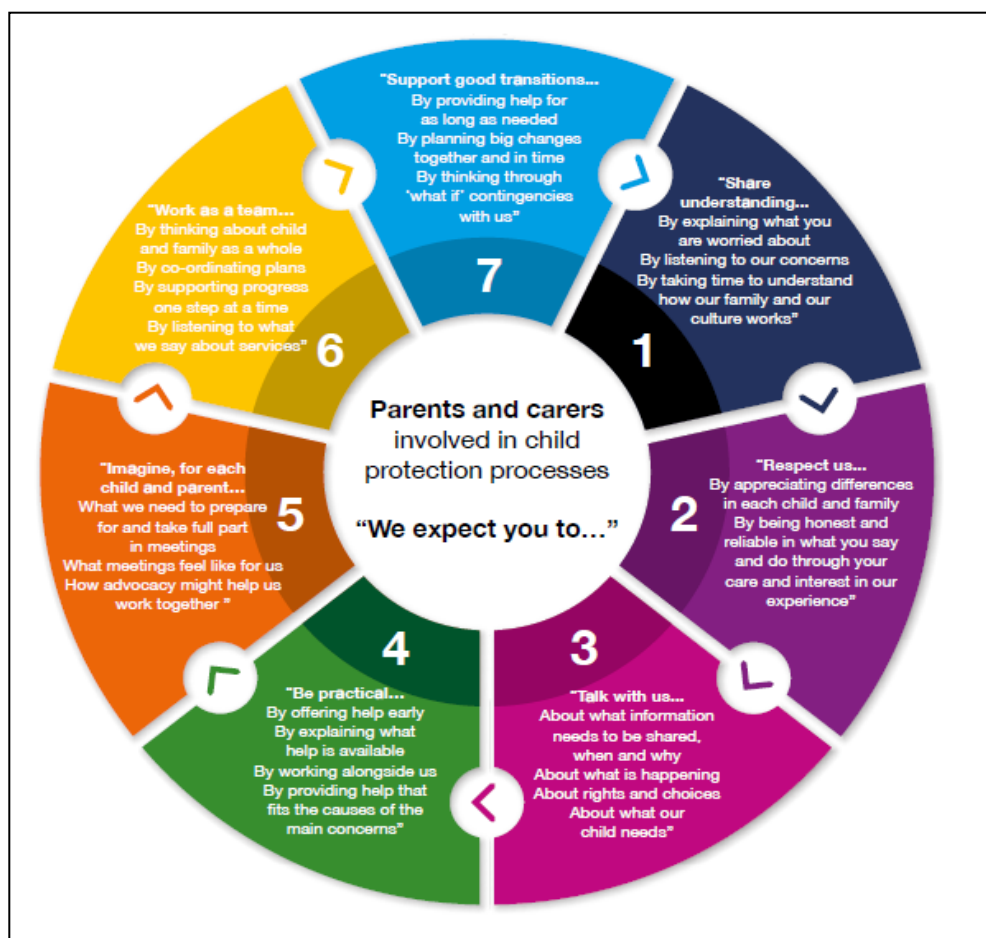 Parents and carers
involved in child
protection processes
“We expect you to...”
1
“Share
understanding...
By explaining what you
are worried about
By listening to our concerns
By taking time to understand
how our family and our
culture works”
2
“Respect us...
By appreciating differences
in each child and family
By being honest and
reliable in what you say
and do through your
care and interest in our
experience”
3
“Talk with us...
About what information
needs to be shared,
when and why
About what is happening
About rights and choices
About what our
child needs”
4
“Be practical...
By offering help early
By explaining what
help is available
By working alongside us
By providing help that
fits the causes of the
main concerns”
5
“Imagine, for each
child and parent...
What we need to prepare
for and take full part
in meetings
What meetings feel like for us
How advocacy might help us
work together ”
6
“Work as a team...
By thinking about child
and family as a whole
By co-ordinating plans
By supporting progress
one step at a time
By listening to what
we say about services”
7
“Support good transitions...
By providing help for
as long as needed
By planning big changes
together and in time
By thinking through
‘what if’ contingencies
with us”